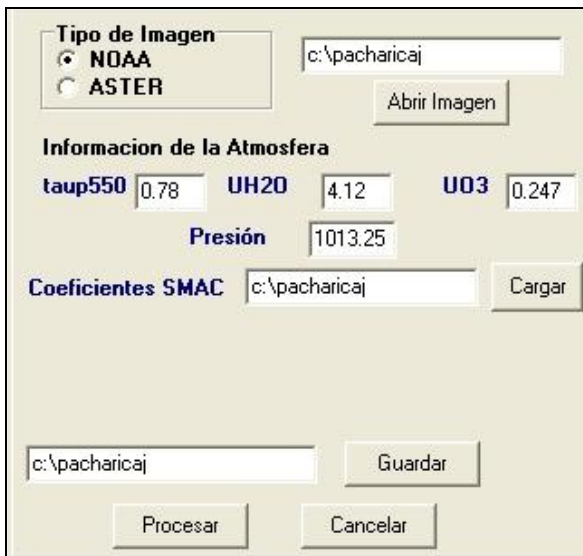 Tipo de Imagen
NOAA
ASTER
c:\pacharicaj
Abrir Imagen
Informacion de la Atmosfera
taup550 0.78 UH2O 4.12 UO3 0.247
Presión 1013.25
Coeficientes SMAC c:\pacharicaj Cargar
c:\pacharicaj Guardar
Procesar Cancelar